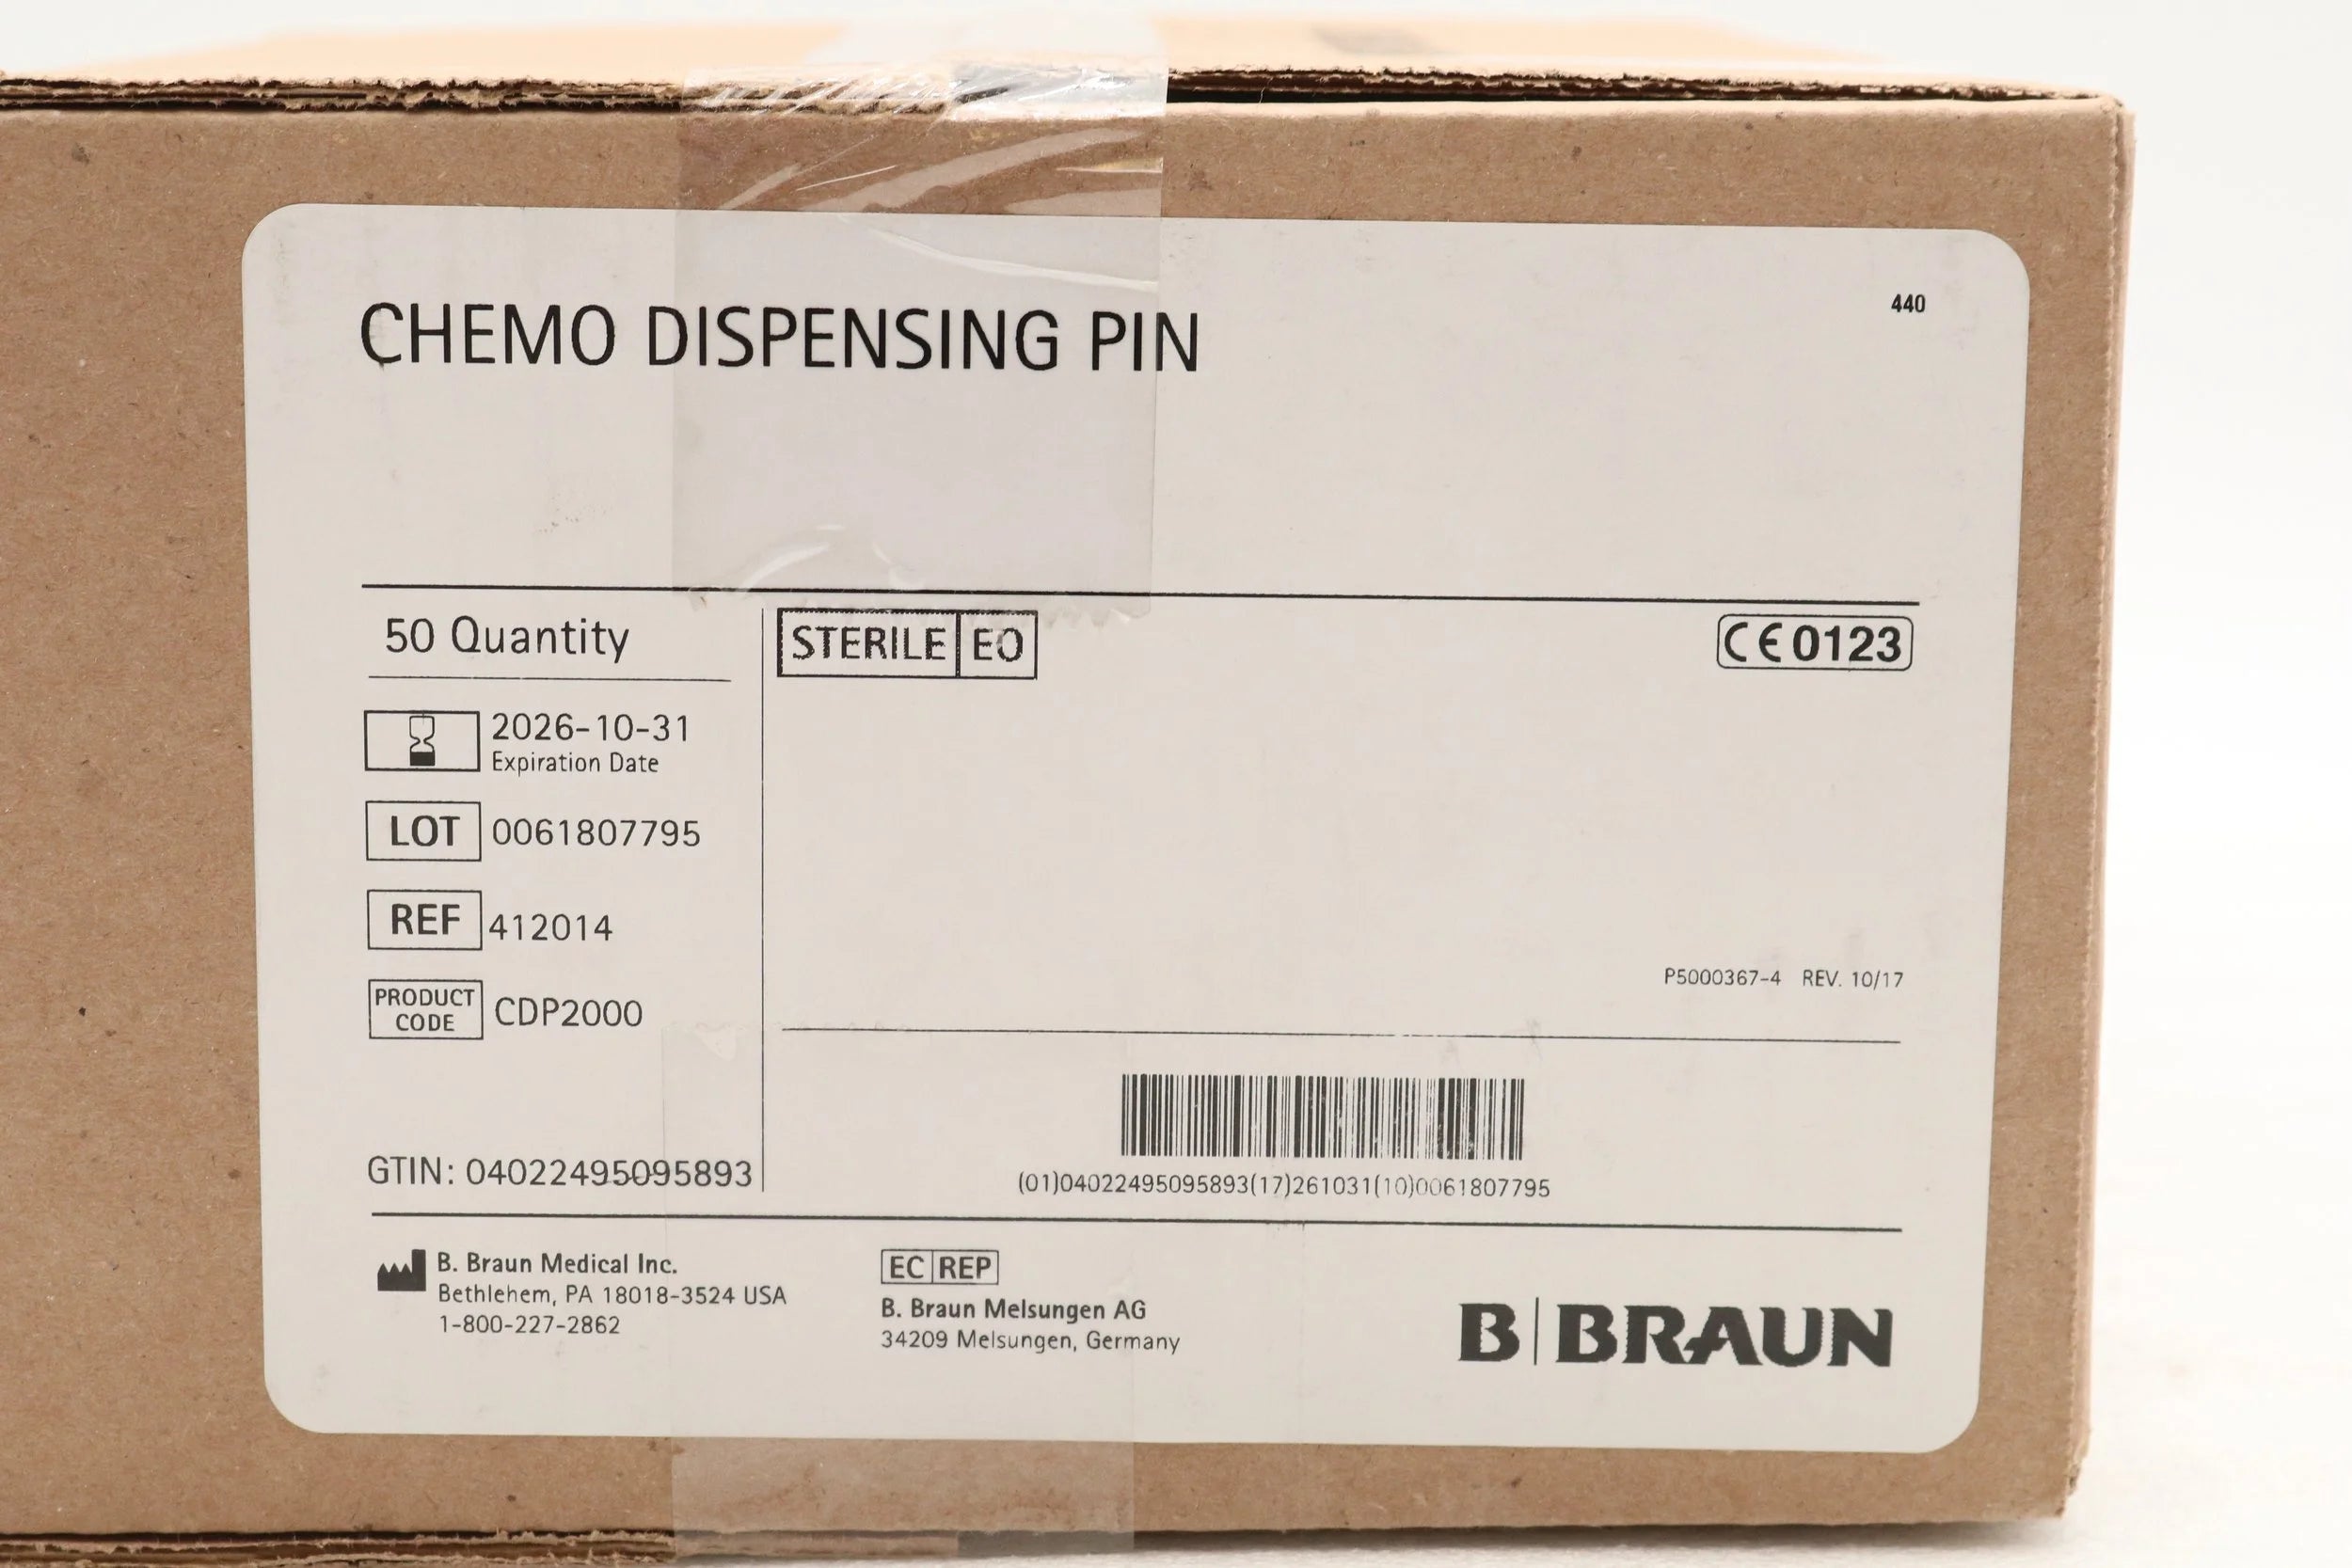 CHEMO DISPENSING PIN
440
50 Quantity
STERILE EO
CE 0123
2026-10-31
Expiration Date
LOT 0061807795
REF 412014
PRODUCT
CODE
CDP2000
P5000367-4 REV. 10/17
GTIN: 04022495095893
(01)04022495095893(17)261031(10)0061807795
B. Braun Medical Inc.
Bethlehem, PA 18018-3524 USA
1-800-227-2862
EC REP
B. Braun Melsungen AG
34209 Melsungen, Germany
B|BRAUN